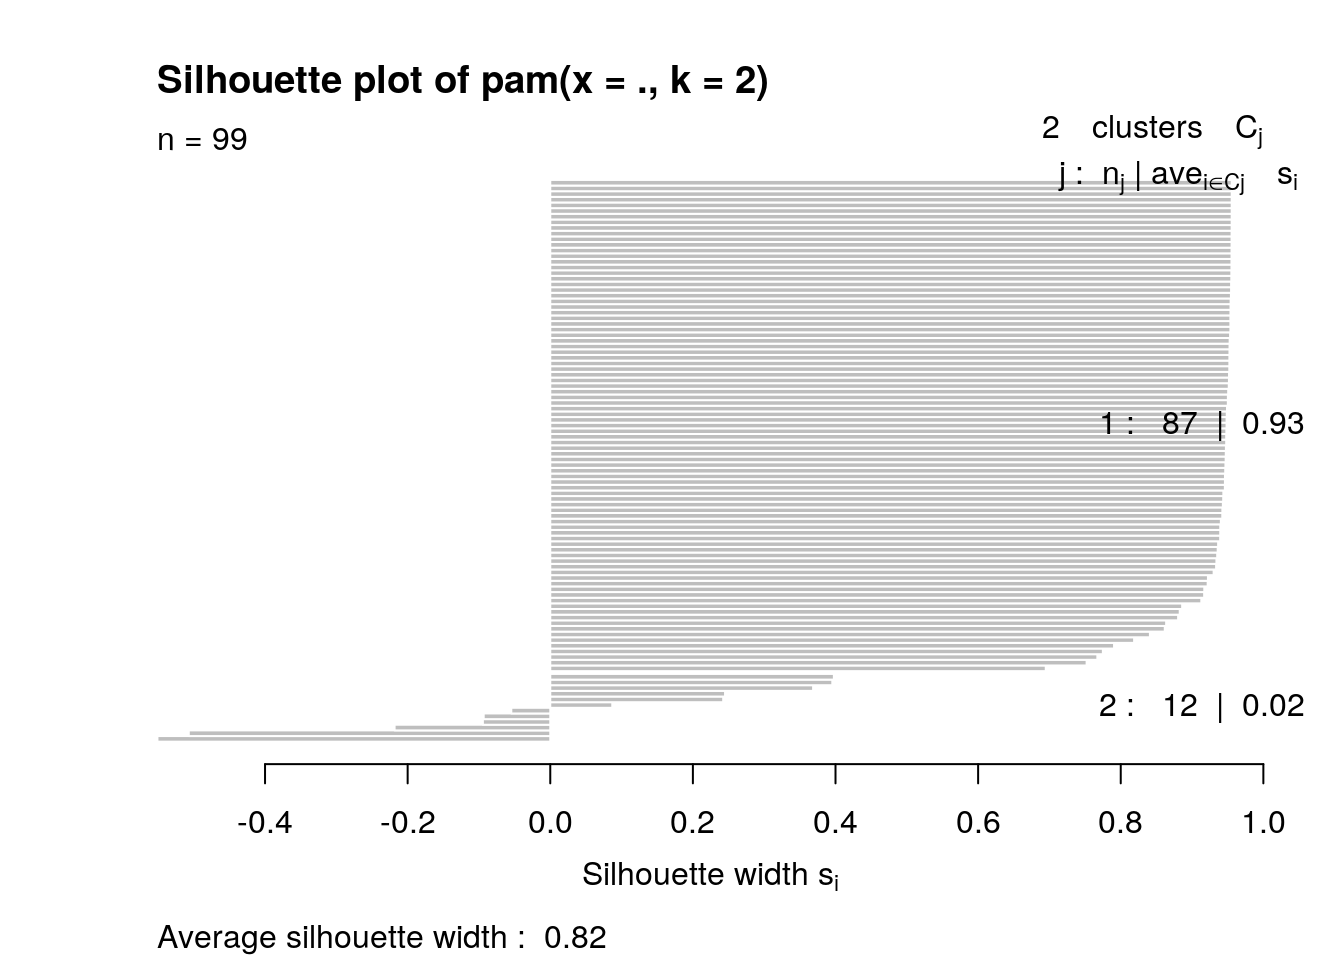 Silhouette plot of pam(x = ., k = 2)
n = 99
2 clusters Cj
j : nj | avei∈Cj si
1 : 87 | 0.93
2 : 12 | 0.02
-0.4 -0.2 0.0 0.2 0.4 0.6 0.8 1.0
Silhouette width si
Average silhouette width : 0.82